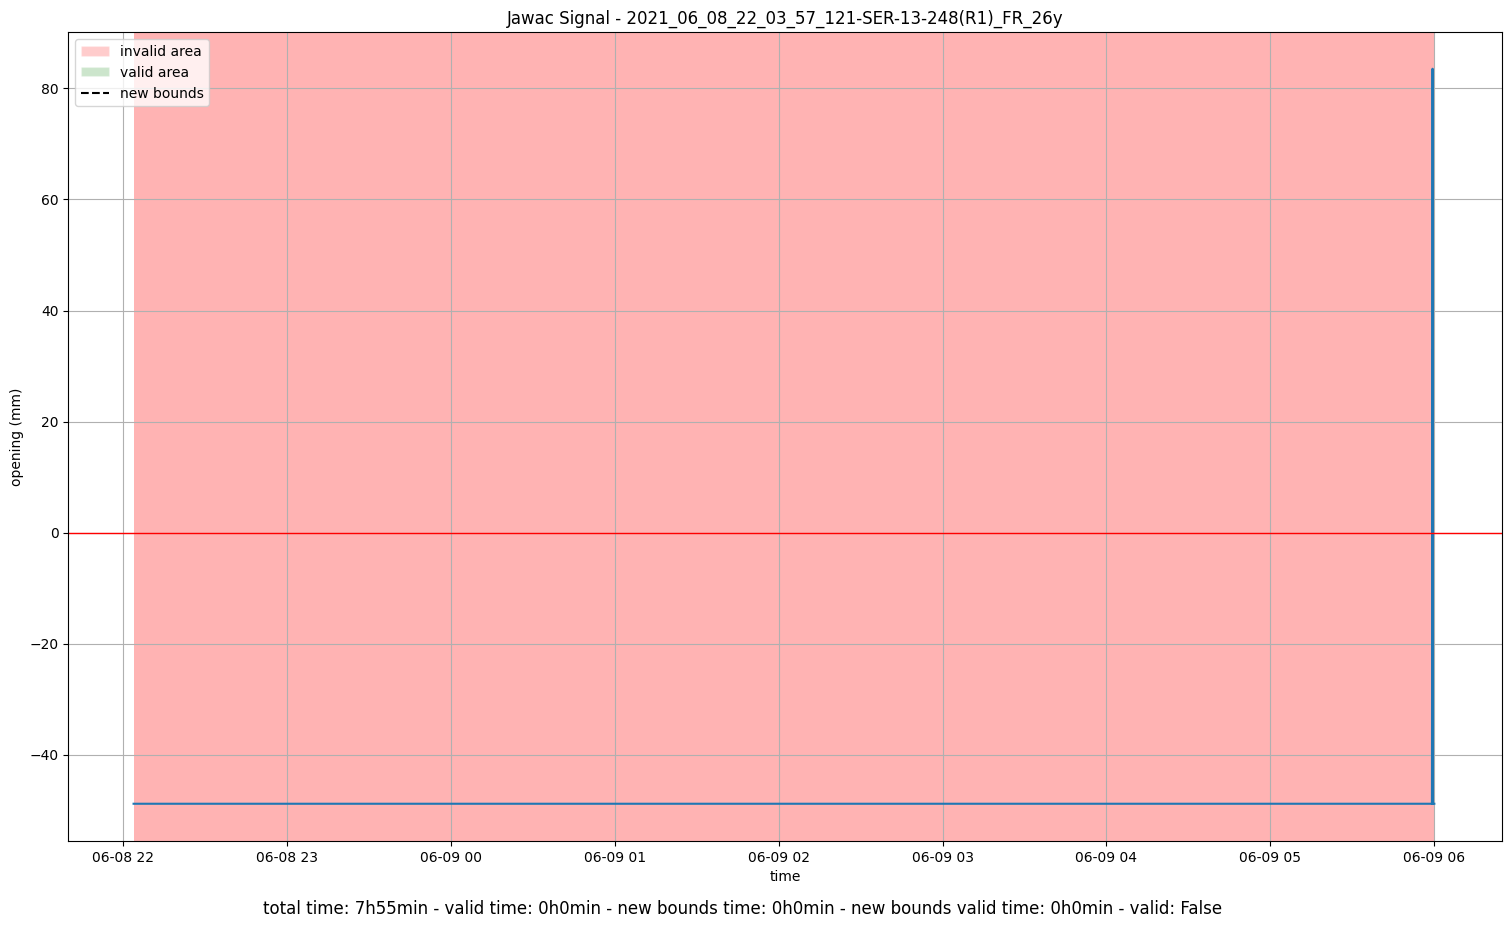 Jawac Signal - 2021_06_08_22_03_57_121-SER-13-248(R1)_FR_26y
invalid area
valid area
new bounds
80
60
40
20
0
−20
−40
opening (mm)
06-08 22
06-08 23
06-09 00
06-09 01
06-09 02
06-09 03
06-09 04
06-09 05
06-09 06
time
total time: 7h55min - valid time: 0h0min - new bounds time: 0h0min - new bounds valid time: 0h0min - valid: False